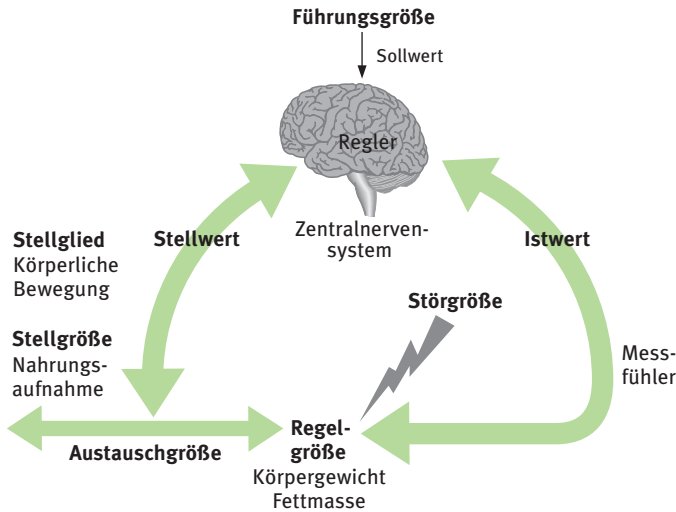 Führungsgröße
Sollwert
Regler
Zentralnerven-
system
Stellglied
Körperliche
Bewegung
Stellwert
Istwert
Störgröße
Stellgröße
Nahrungs-
aufnahme
Mess-
fühler
Austauschgröße
Regel-
größe
Körpergewicht
Fettmasse